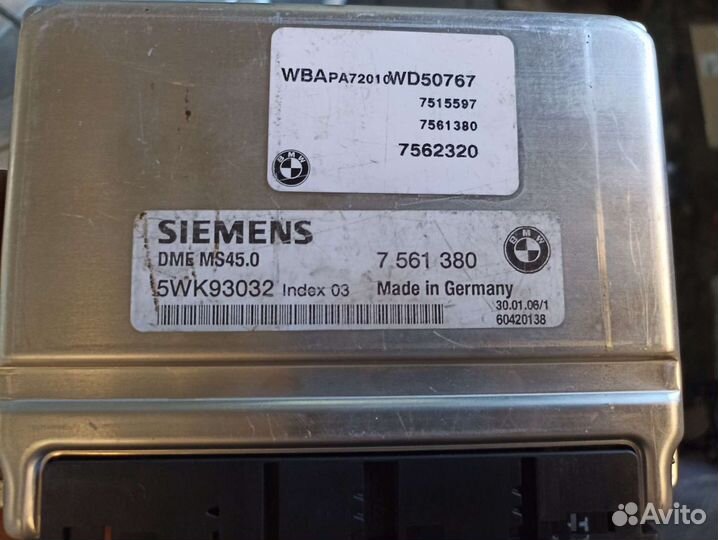 WBAPA72010WD50767
7515597
7561380
7562320
BMW
SIEMENS
DME MS45.0 7 561 380
BMW
5WK93032 Index 03 Made in Germany
30.01.06/1
60420138
Avito